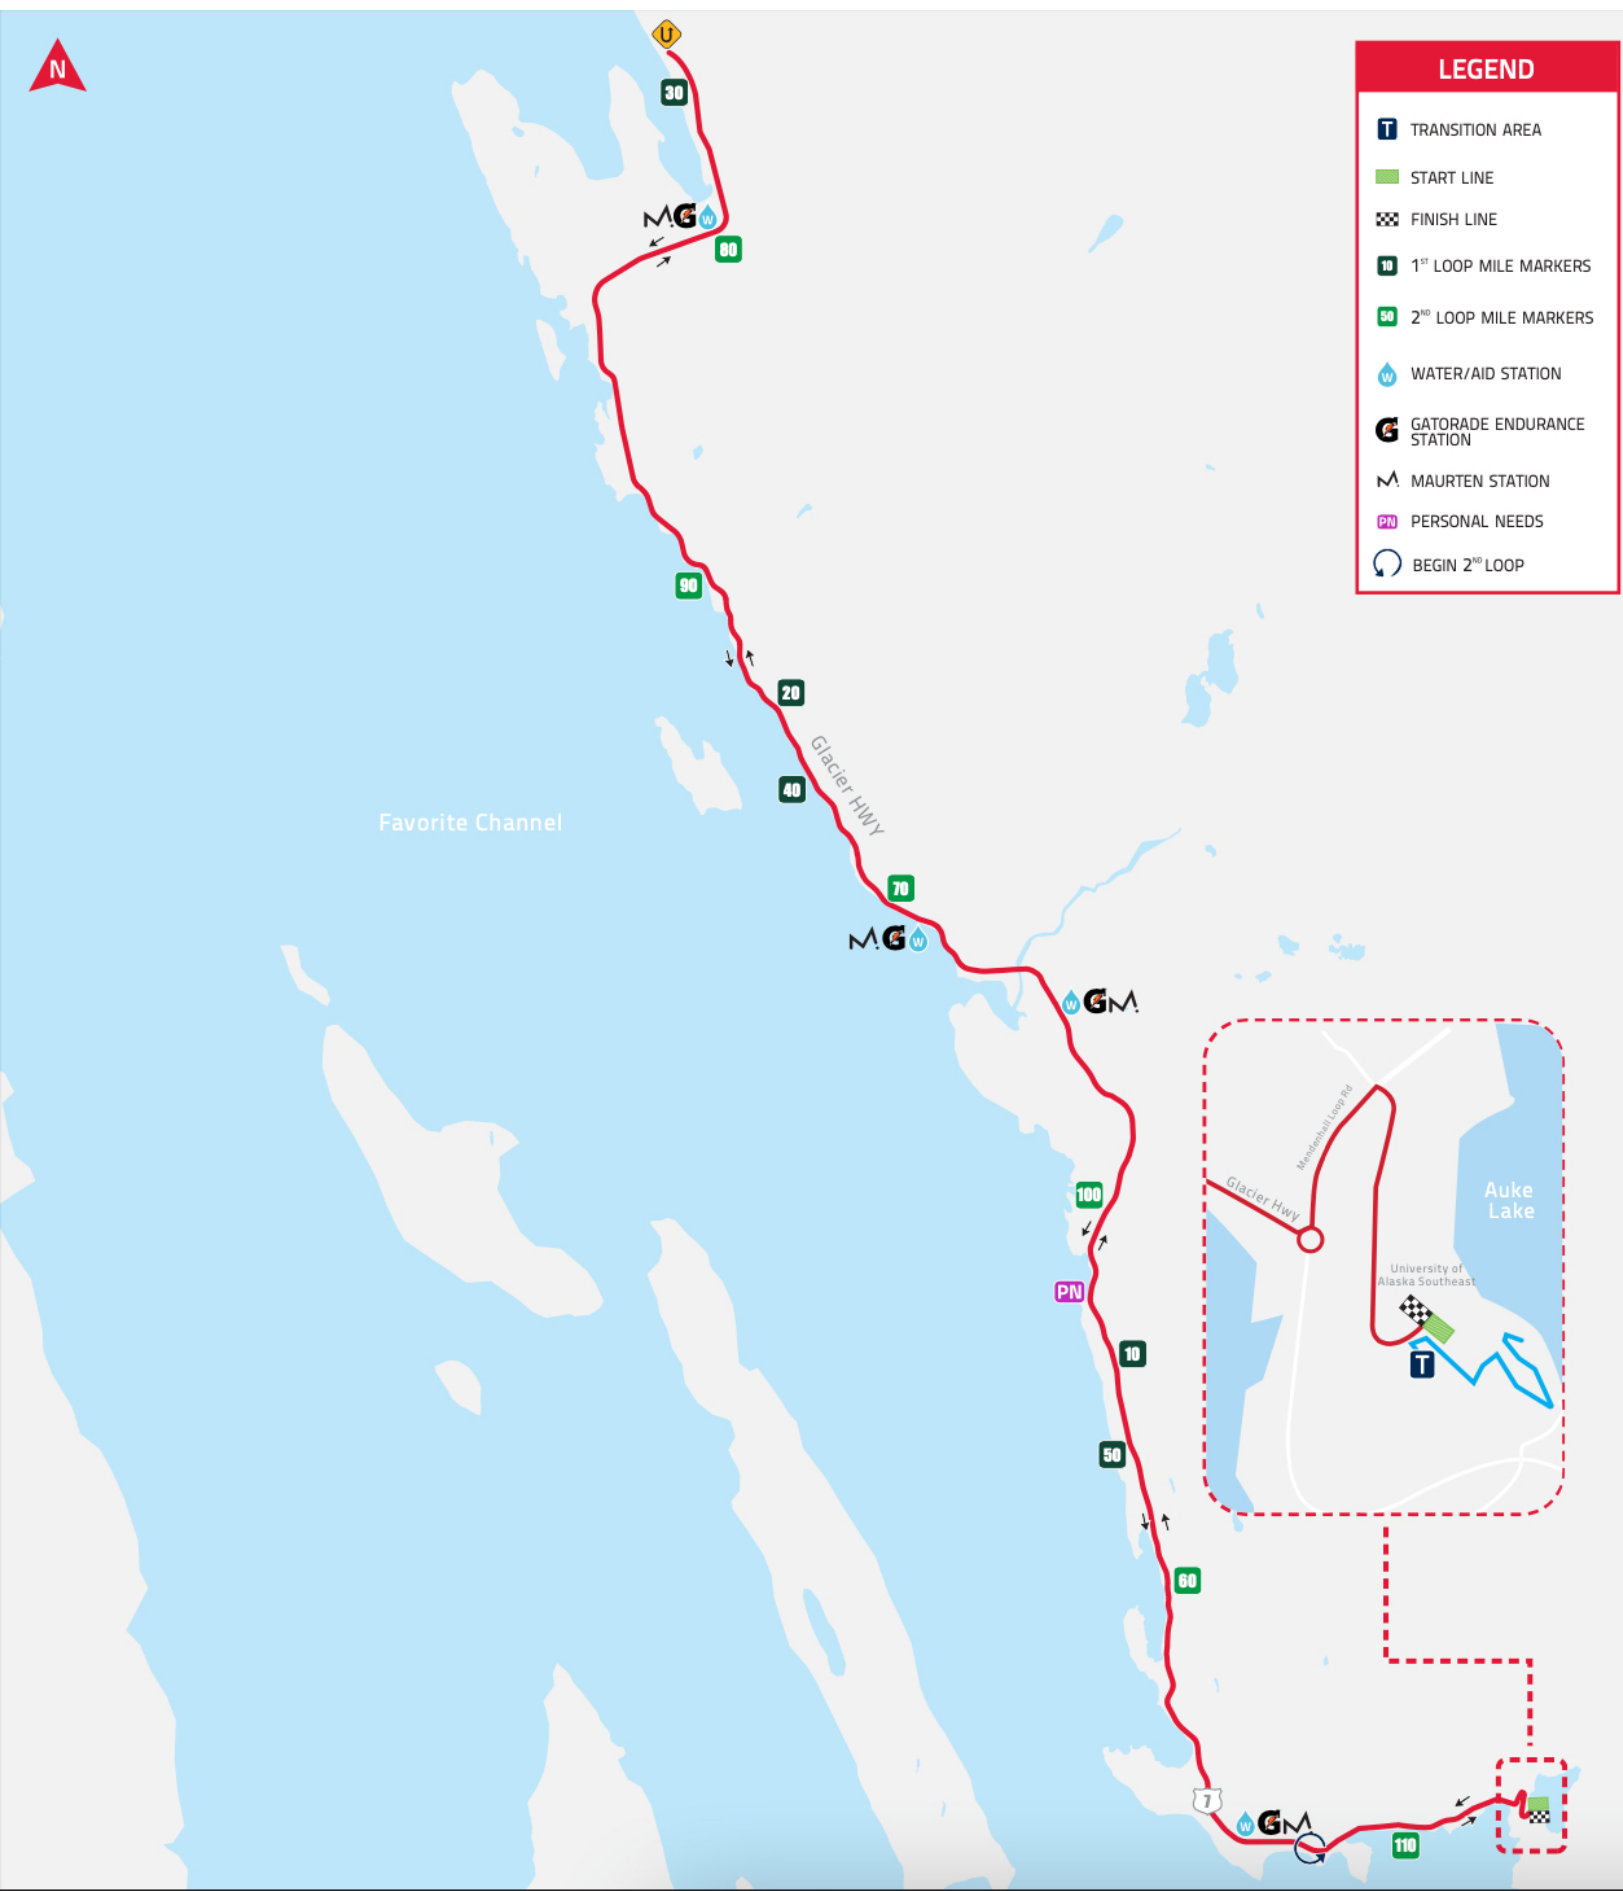 N
30
LEGEND
T TRANSITION AREA
START LINE
FINISH LINE
10 1ST LOOP MILE MARKERS
50 2ND LOOP MILE MARKERS
W WATER/AID STATION
G GATORADE ENDURANCE
STATION
M. MAURTEN STATION
PN PERSONAL NEEDS
BEGIN 2ND LOOP
M. G W
80
90
20
Glacier HWY
40
Favorite Channel
70
M. G W
W G M.
Mendenhall Loop Rd
Glacier Hwy
Auke
Lake
University of
Alaska Southeast
T
100
PN
10
50
60
7
W G M.
110